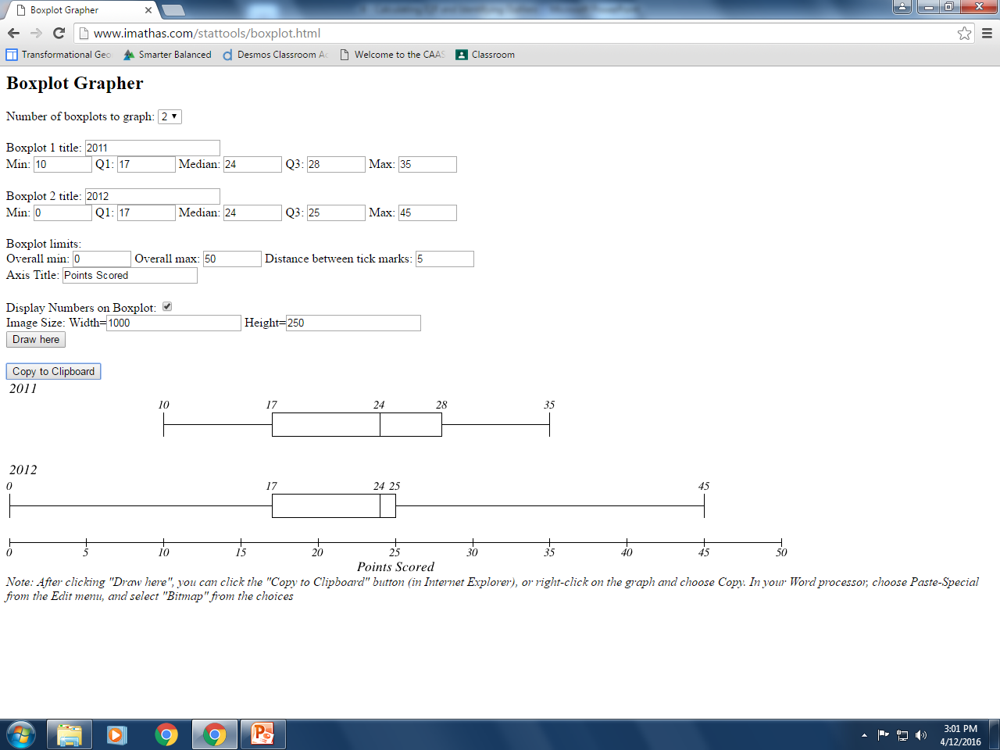 Boxplot Grapher
www.imathas.com/stattools/boxplot.html
Transformational Geo Smarter Balanced Desmos Classroom Ac Welcome to the CAAS Classroom
Boxplot Grapher
Number of boxplots to graph: 2
Boxplot 1 title: 2011
Min: 10 Q1: 17 Median: 24 Q3: 28 Max: 35
Boxplot 2 title: 2012
Min: 0 Q1: 17 Median: 24 Q3: 25 Max: 45
Boxplot limits:
Overall min: 0 Overall max: 50 Distance between tick marks: 5
Axis Title: Points Scored
Display Numbers on Boxplot:
Image Size: Width=1000 Height=250
Draw here
Copy to Clipboard
2011
10 17 24 28 35
2012
0 17 24 25 45
0 5 10 15 20 25 30 35 40 45 50
Points Scored
Note: After clicking "Draw here", you can click the "Copy to Clipboard" button (in Internet Explorer), or right-click on the graph and choose Copy. In your Word processor, choose Paste-Special
from the Edit menu, and select "Bitmap" from the choices
3:01 PM
4/12/2016